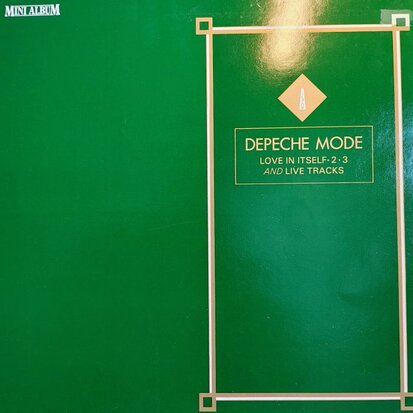 MINI ALBUM
DEPECHE MODE
LOVE IN ITSELF·2·3
AND LIVE TRACKS